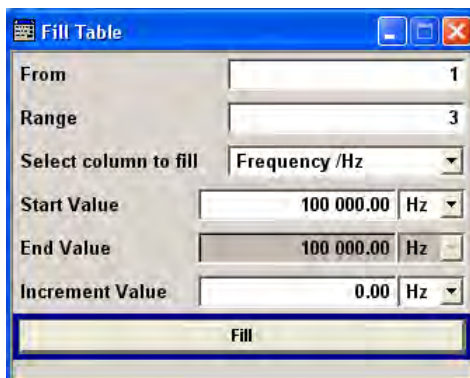 Fill Table
From 1
Range 3
Select column to fill Frequency /Hz
Start Value 100 000.00 Hz
End Value 100 000.00 Hz
Increment Value 0.00 Hz
Fill